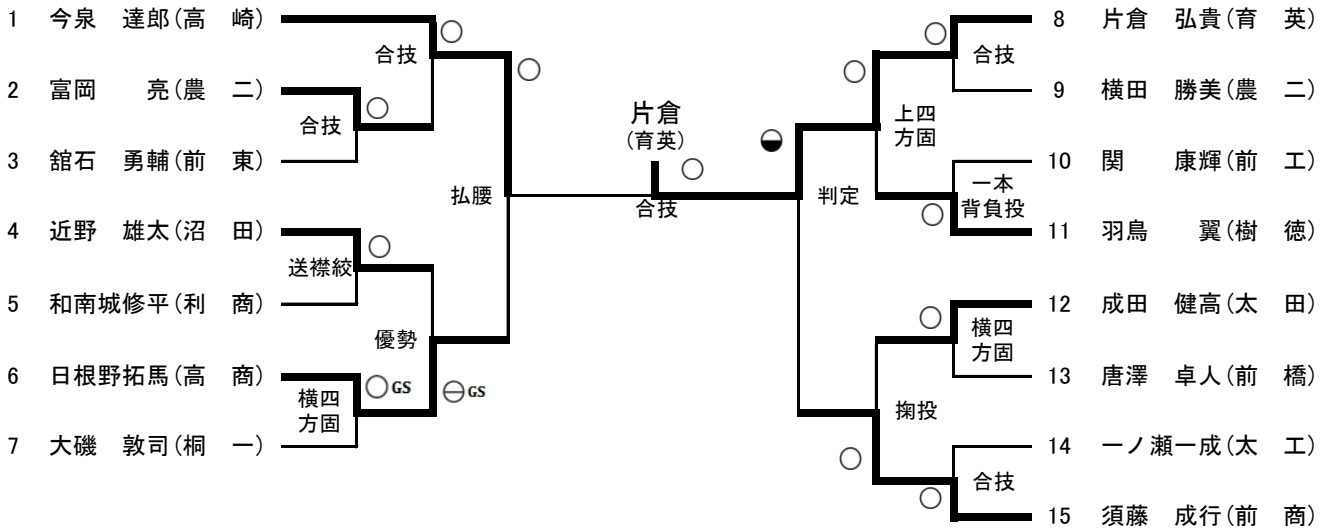 1 今泉 達郎(高 崎)
合技
2 富岡 亮(農 二)
合技
3 舘石 勇輔(前 東)
払腰
4 近野 雄太(沼 田)
送襟絞
5 和南城修平(利 商)
優勢
6 日根野拓馬(高 商)
GS
GS
横四
方固
7 大磯 敦司(桐 一)
片倉
(育英)
合技
8 片倉 弘貴(育 英)
合技
9 横田 勝美(農 二)
上四
方固
10 関 康輝(前 工)
一本
背負投
判定
11 羽鳥 翼(樹 徳)
12 成田 健高(太 田)
横四
方固
13 唐澤 卓人(前 橋)
掬投
14 一ノ瀬一成(太 工)
合技
15 須藤 成行(前 商)